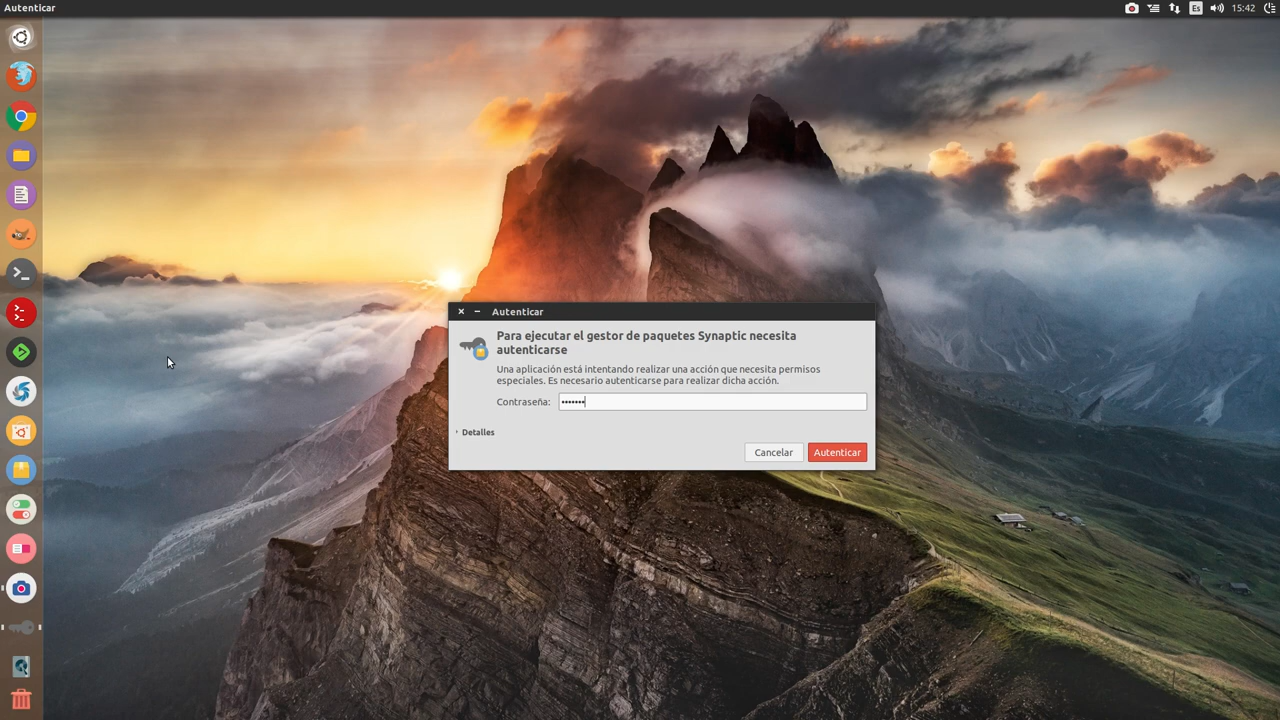 Autenticar
Es
15:42
Autenticar
Para ejecutar el gestor de paquetes Synaptic necesita
autenticarse
Una aplicación está intentando realizar una acción que necesita permisos
especiales. Es necesario autenticarse para realizar dicha acción.
Contraseña: •••••••
Detalles
Cancelar
Autenticar